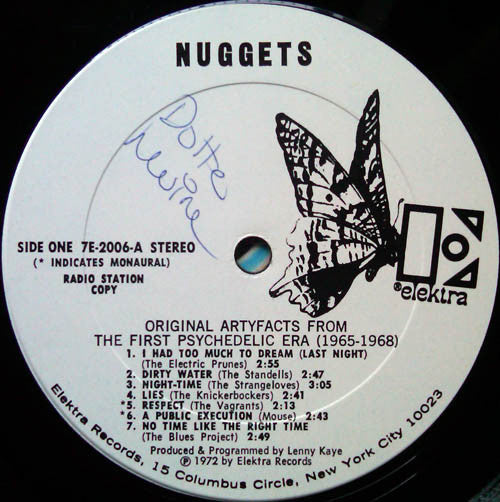 NUGGETS
Dotte
SIDE ONE 7E-2006-A STEREO
(* INDICATES MONAURAL)
RADIO STATION
COPY
®elektra
ORIGINAL ARTYFACTS FROM
THE FIRST PSYCHEDELIC ERA (1965-1968)
1. I HAD TOO MUCH TO DREAM (LAST NIGHT)
(The Electric Prunes) 2:55
2. DIRTY WATER (The Standells) 2:47
3. NIGHT-TIME (The Strangeloves) 3:05
4. LIES (The Knickerbockers) 2:41
*5. RESPECT (The Vagrants) 2:13
*6. A PUBLIC EXECUTION (Mouse) 2:43
7. NO TIME LIKE THE RIGHT TIME
(The Blues Project) 2:49
Produced & Programmed by Lenny Kaye
℗ 1972 by Elektra Records
Elektra Records, 15 Columbus Circle, New York City 10023